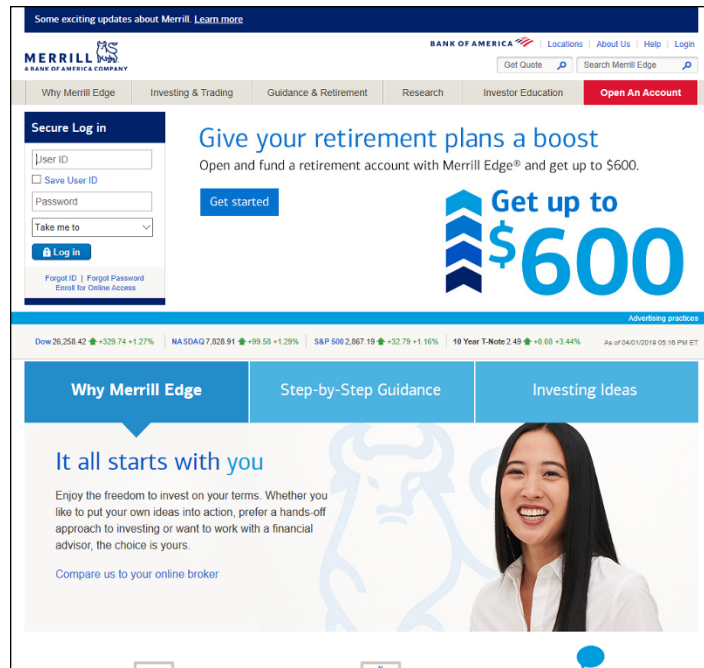 Some exciting updates about Merrill. Learn more
BANK OF AMERICA | Locations | About Us | Help | Login
MERRILL
A BANK OF AMERICA COMPANY
Get Quote
Search Merrill Edge
Why Merrill Edge
Investing & Trading
Guidance & Retirement
Research
Investor Education
Open An Account
Secure Log in
User ID
Save User ID
Password
Take me to
Log in
Forgot ID | Forgot Password
Enroll for Online Access
Give your retirement plans a boost
Open and fund a retirement account with Merrill Edge® and get up to $600.
Get started
Get up to
$600
Advertising practices
Dow 26,258.42 +329.74 +1.27% NASDAQ 7,828.91 +99.58 +1.29% S&P 500 2,867.19 +32.79 +1.16% 10 Year T-Note 2.49 +0.08 +3.44% As of 04/01/2019 05:16 PM ET
Why Merrill Edge
Step-by-Step Guidance
Investing Ideas
It all starts with you
Enjoy the freedom to invest on your terms. Whether you
like to put your own ideas into action, prefer a hands-off
approach to investing or want to work with a financial
advisor, the choice is yours.
Compare us to your online broker